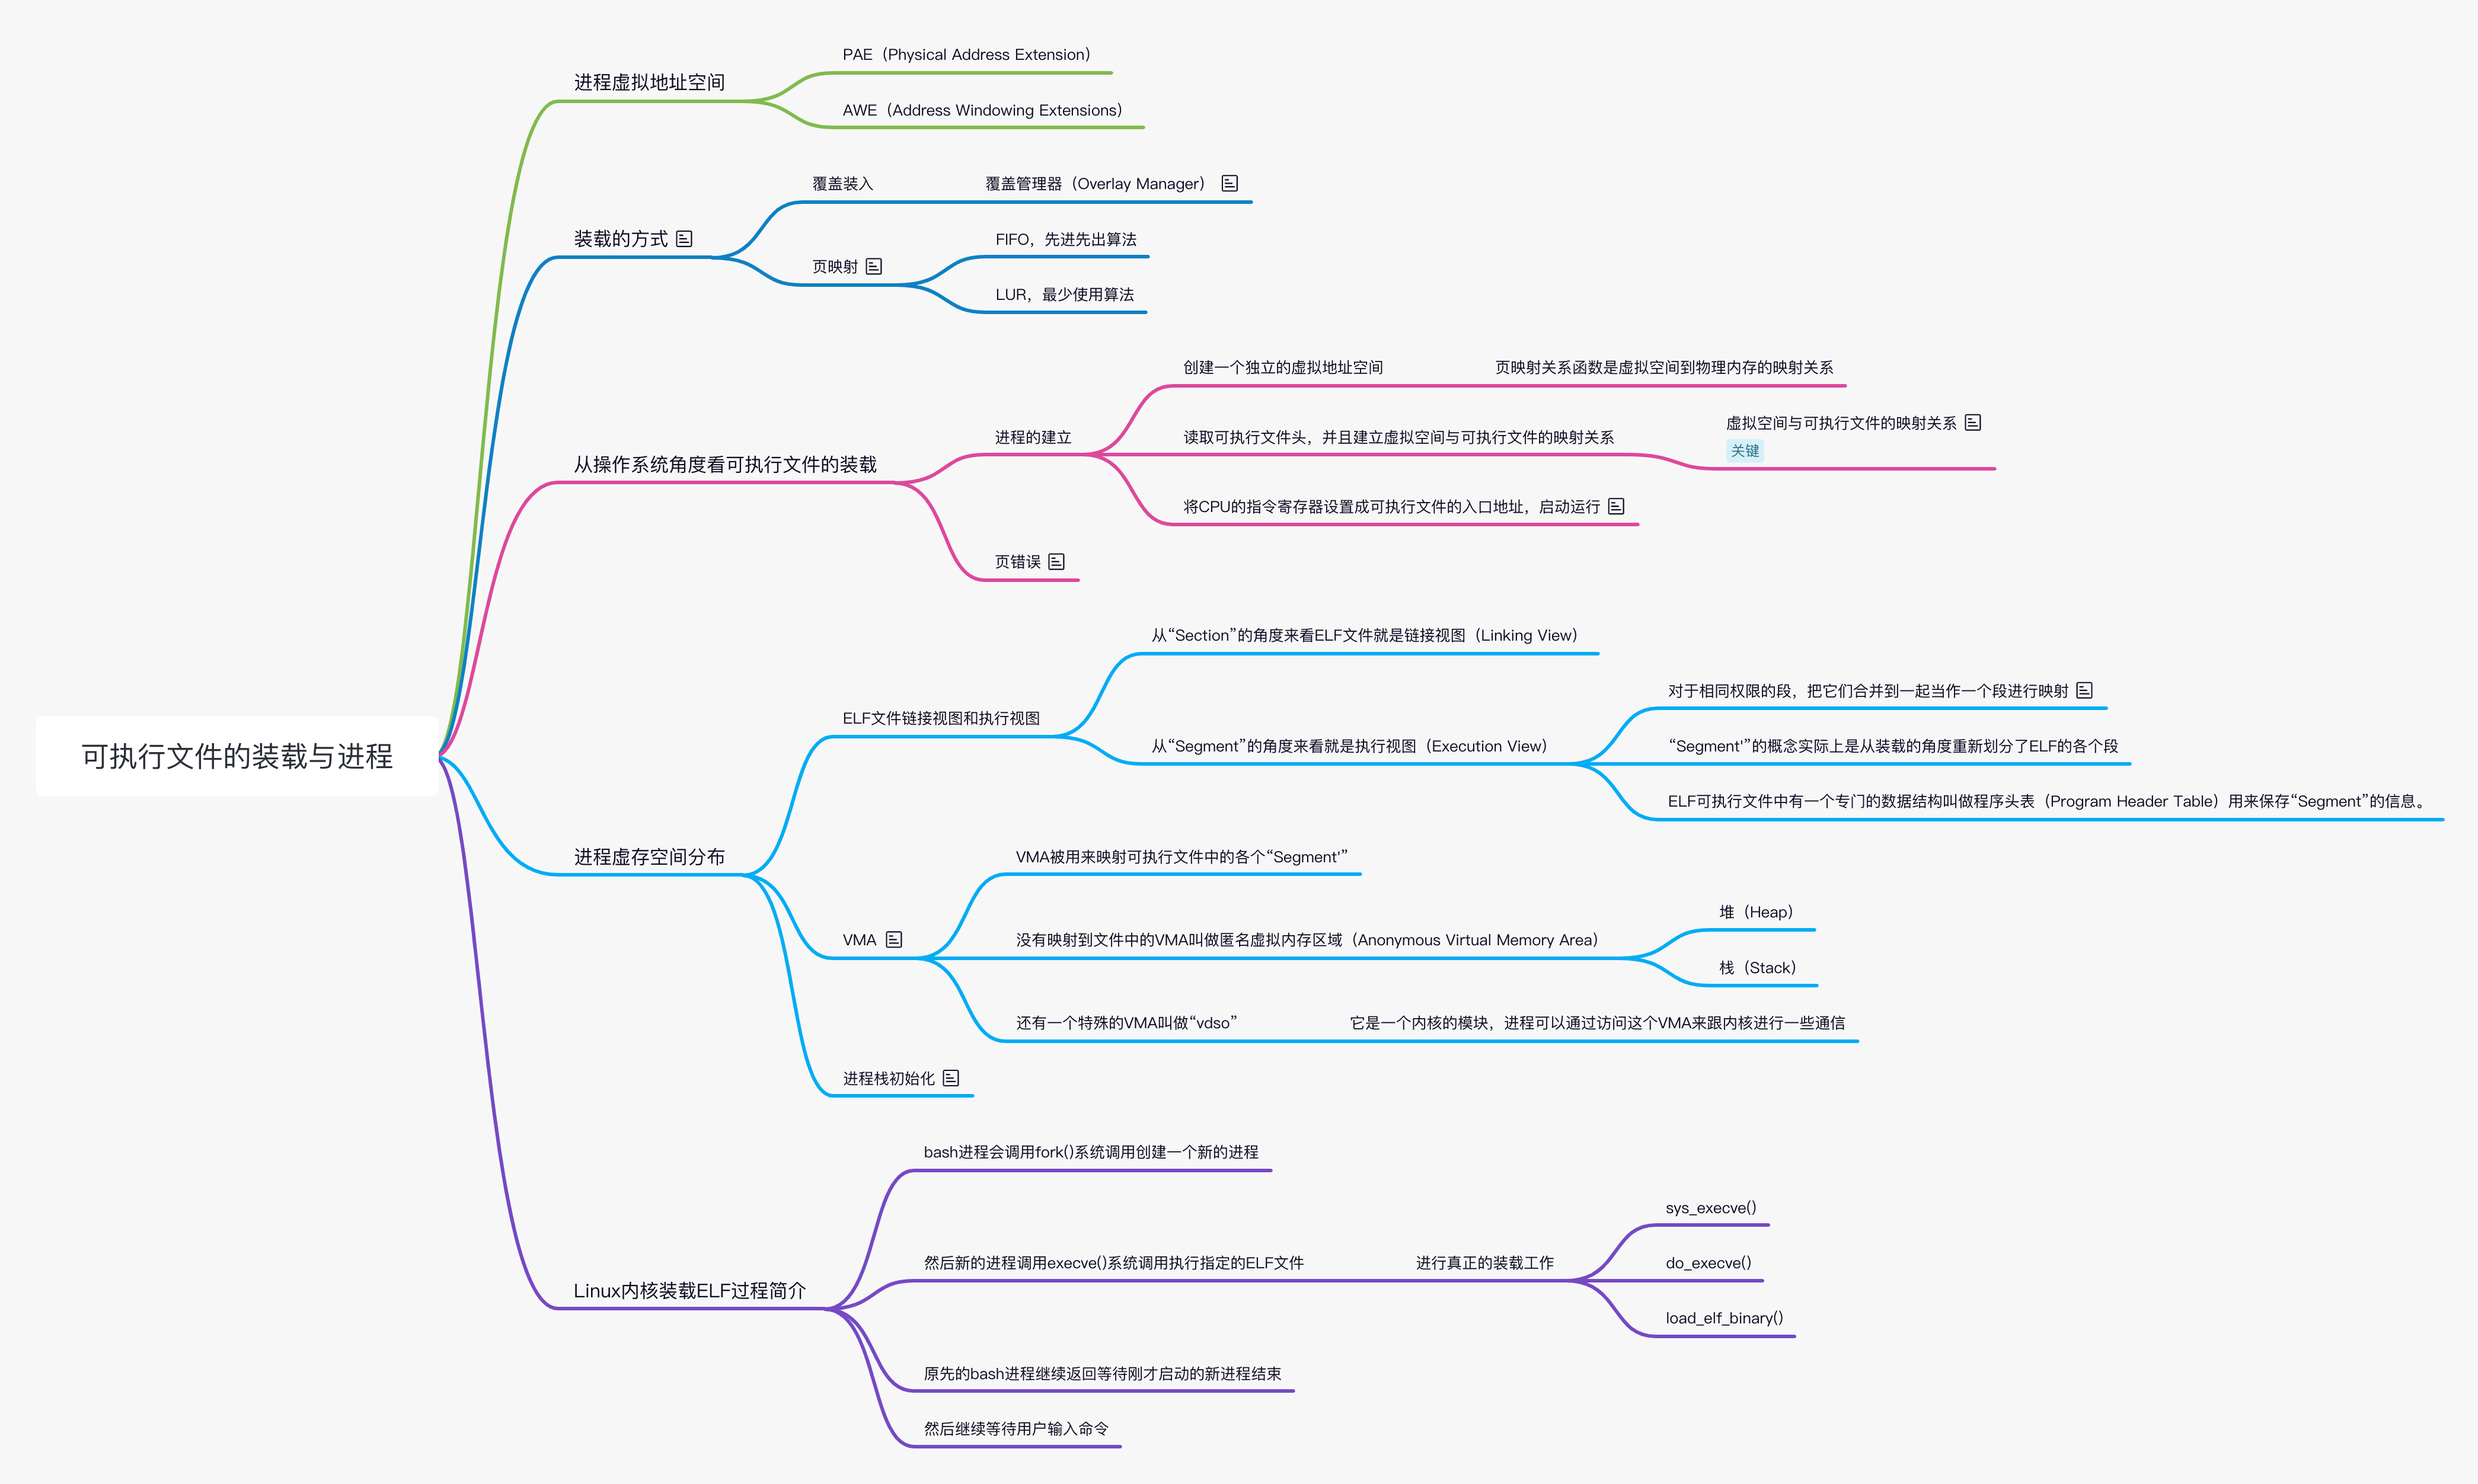 可执行文件的装载与进程
进程虚拟地址空间
PAE（Physical Address Extension）
AWE（Address Windowing Extensions）
装载的方式
覆盖装入
覆盖管理器（Overlay Manager）
页映射
FIFO，先进先出算法
LUR，最少使用算法
从操作系统角度看可执行文件的装载
进程的建立
创建一个独立的虚拟地址空间
页映射关系函数是虚拟空间到物理内存的映射关系
读取可执行文件头，并且建立虚拟空间与可执行文件的映射关系
虚拟空间与可执行文件的映射关系
关键
将CPU的指令寄存器设置成可执行文件的入口地址，启动运行
页错误
进程虚存空间分布
ELF文件链接视图和执行视图
从“Section”的角度来看ELF文件就是链接视图（Linking View）
从“Segment”的角度来看就是执行视图（Execution View）
对于相同权限的段，把它们合并到一起当作一个段进行映射
“Segment'”的概念实际上是从装载的角度重新划分了ELF的各个段
ELF可执行文件中有一个专门的数据结构叫做程序头表（Program Header Table）用来保存“Segment”的信息。
VMA
VMA被用来映射可执行文件中的各个“Segment'”
没有映射到文件中的VMA叫做匿名虚拟内存区域（Anonymous Virtual Memory Area）
堆（Heap）
栈（Stack）
还有一个特殊的VMA叫做“vdso”
它是一个内核的模块，进程可以通过访问这个VMA来跟内核进行一些通信
进程栈初始化
Linux内核装载ELF过程简介
bash进程会调用fork()系统调用创建一个新的进程
然后新的进程调用execve()系统调用执行指定的ELF文件
进行真正的装载工作
sys_execve()
do_execve()
load_elf_binary()
原先的bash进程继续返回等待刚才启动的新进程结束
然后继续等待用户输入命令